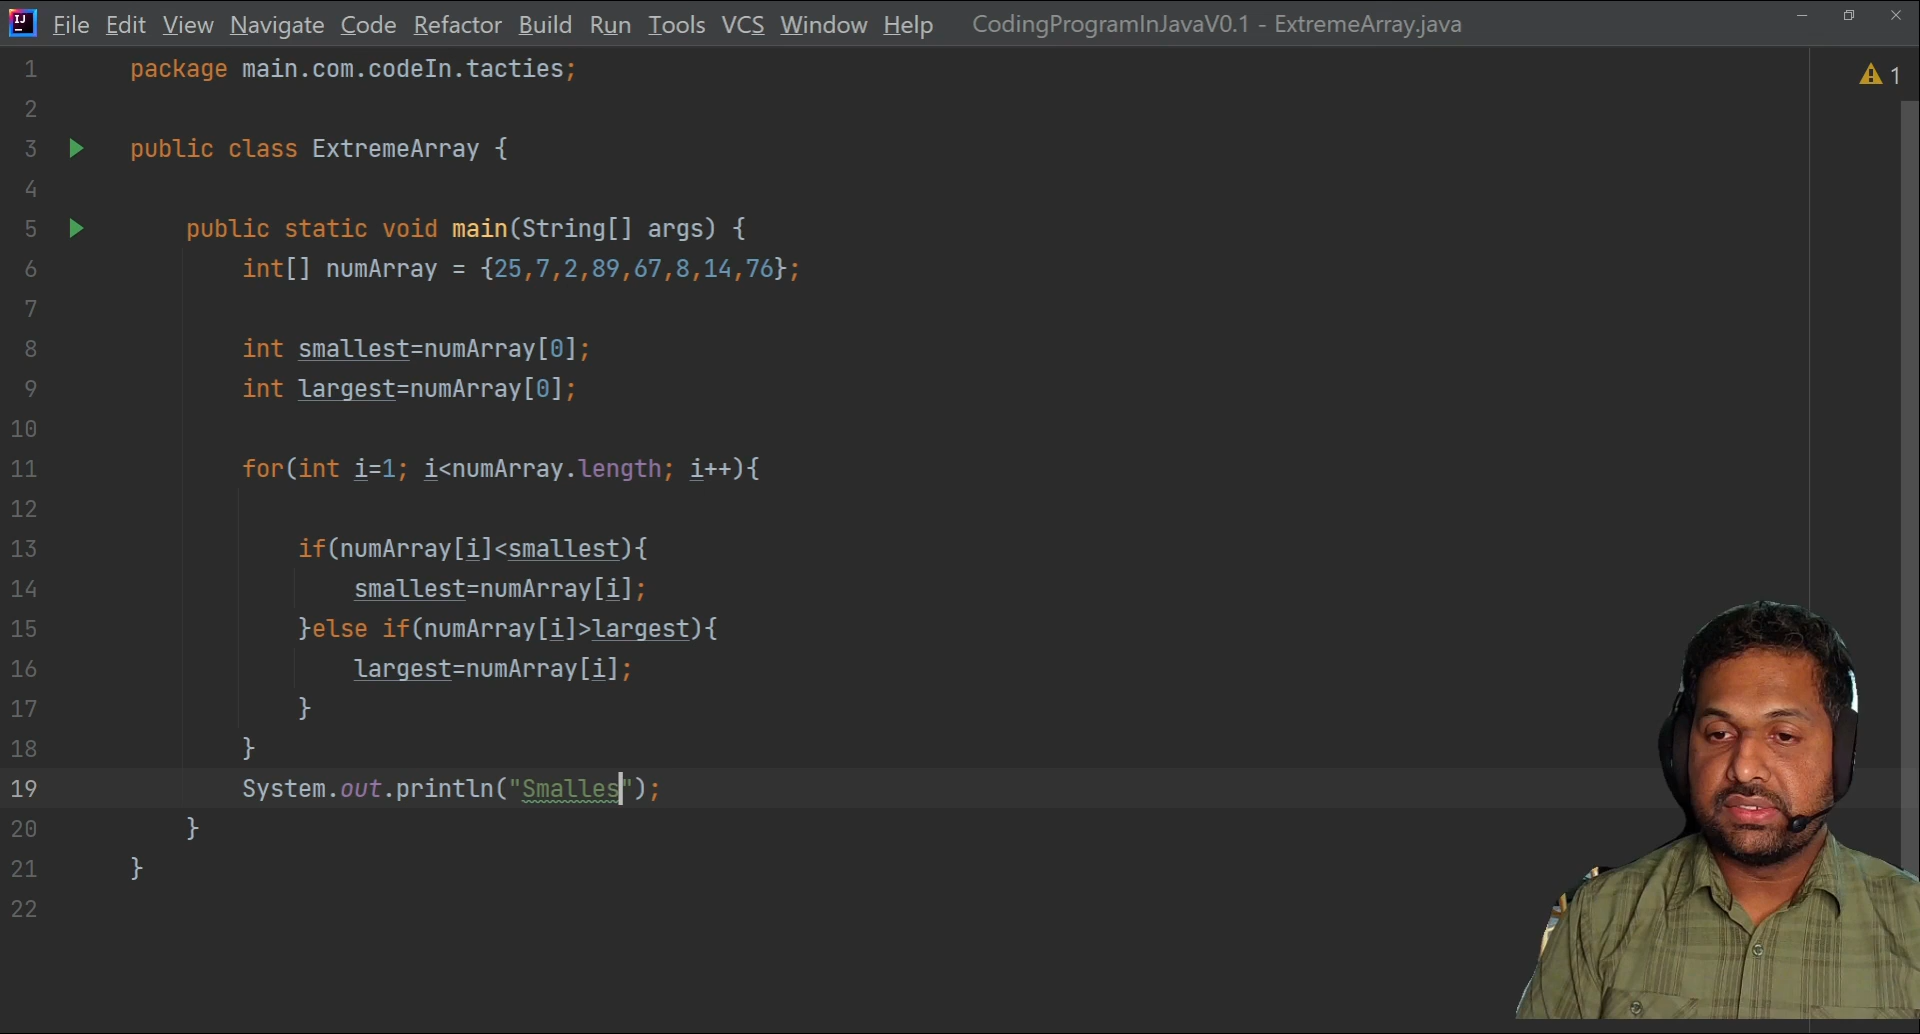 IJ File Edit View Navigate Code Refactor Build Run Tools VCS Window Help CodingProgramInJavaV0.1 - ExtremeArray.java
1 package main.com.codeIn.tacties;
1
2
3 public class ExtremeArray {
4
5 public static void main(String[] args) {
6 int[] numArray = {25,7,2,89,67,8,14,76};
7
8 int smallest=numArray[0];
9 int largest=numArray[0];
10
11 for(int i=1; i<numArray.length; i++){
12
13 if(numArray[i]<smallest){
14 smallest=numArray[i];
15 }else if(numArray[i]>largest){
16 largest=numArray[i];
17 }
18 }
19 System.out.println("Smalles");
20 }
21 }
22